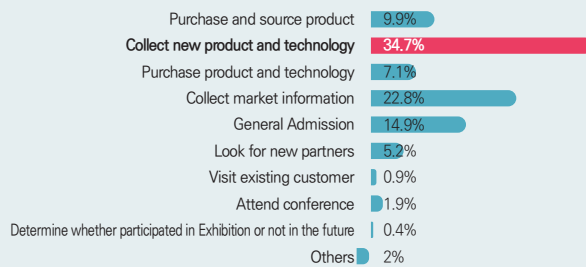 Purchase and source product 9.9%
Collect new product and technology 34.7%
Purchase product and technology 7.1%
Collect market information 22.8%
General Admission 14.9%
Look for new partners 5.2%
Visit existing customer 0.9%
Attend conference 1.9%
Determine whether participated in Exhibition or not in the future 0.4%
Others 2%